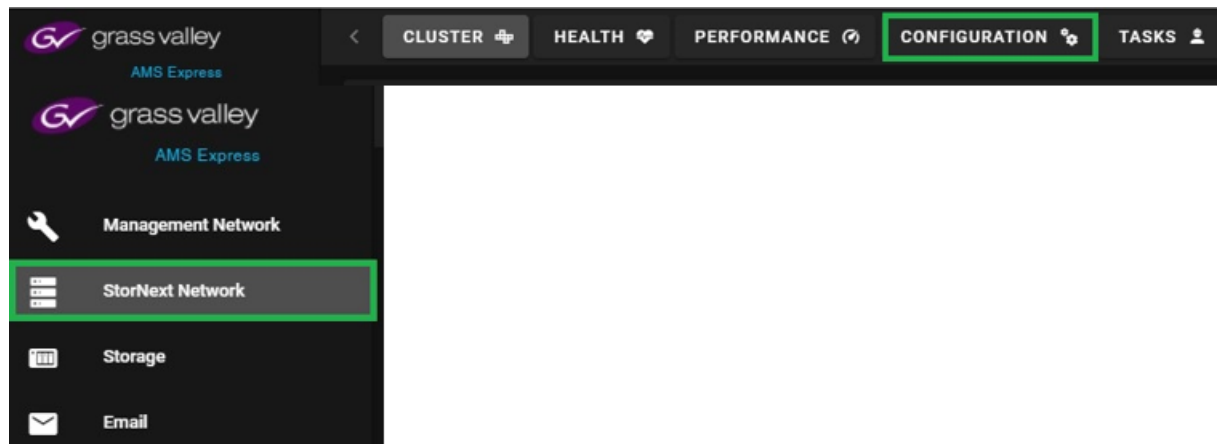 grass valley
AMS Express
CLUSTER
HEALTH
PERFORMANCE
CONFIGURATION
TASKS
grass valley
AMS Express
Management Network
StorNext Network
Storage
Email